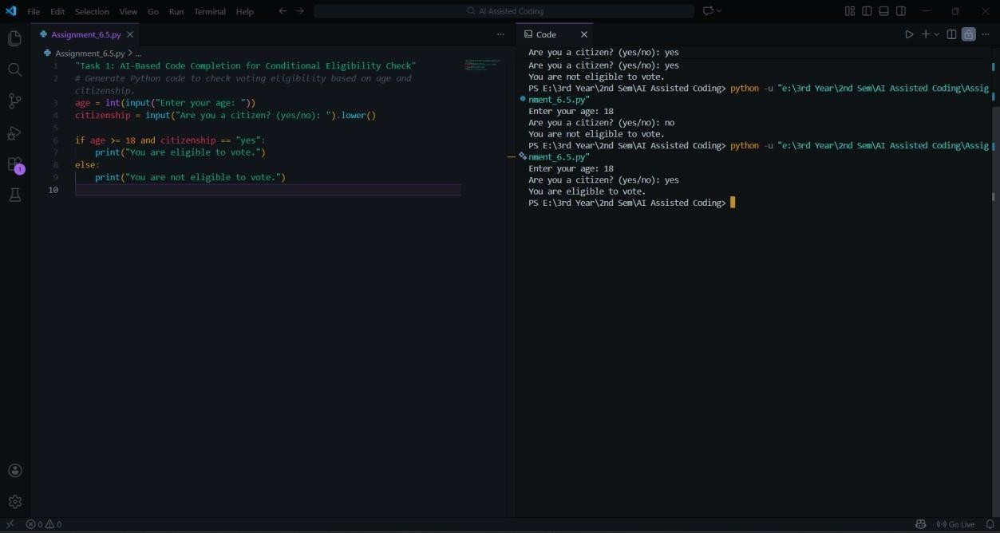 File Edit Selection View Go Run Terminal Help
AI Assisted Coding
Assignment_6.5.py
Assignment_6.5.py > ...
1 "Task 1: AI-Based Code Completion for Conditional Eligibility Check"
2 # Generate Python code to check voting eligibility based on age and
citizenship.
3 age = int(input("Enter your age: "))
4 citizenship = input("Are you a citizen? (yes/no): ").lower()
5
6 if age >= 18 and citizenship == "yes":
7 print("You are eligible to vote.")
8 else:
9 print("You are not eligible to vote.")
10
1
Code
Are you a citizen? (yes/no): yes
Are you a citizen? (yes/no): yes
You are not eligible to vote.
PS E:\3rd Year\2nd Sem\AI Assisted Coding> python -u "e:\3rd Year\2nd Sem\AI Assisted Coding\Assig
nment_6.5.py"
Enter your age: 18
Are you a citizen? (yes/no): no
You are not eligible to vote.
PS E:\3rd Year\2nd Sem\AI Assisted Coding> python -u "e:\3rd Year\2nd Sem\AI Assisted Coding\Assig
nment_6.5.py"
Enter your age: 18
Are you a citizen? (yes/no): yes
You are eligible to vote.
PS E:\3rd Year\2nd Sem\AI Assisted Coding>
0 0
Go Live